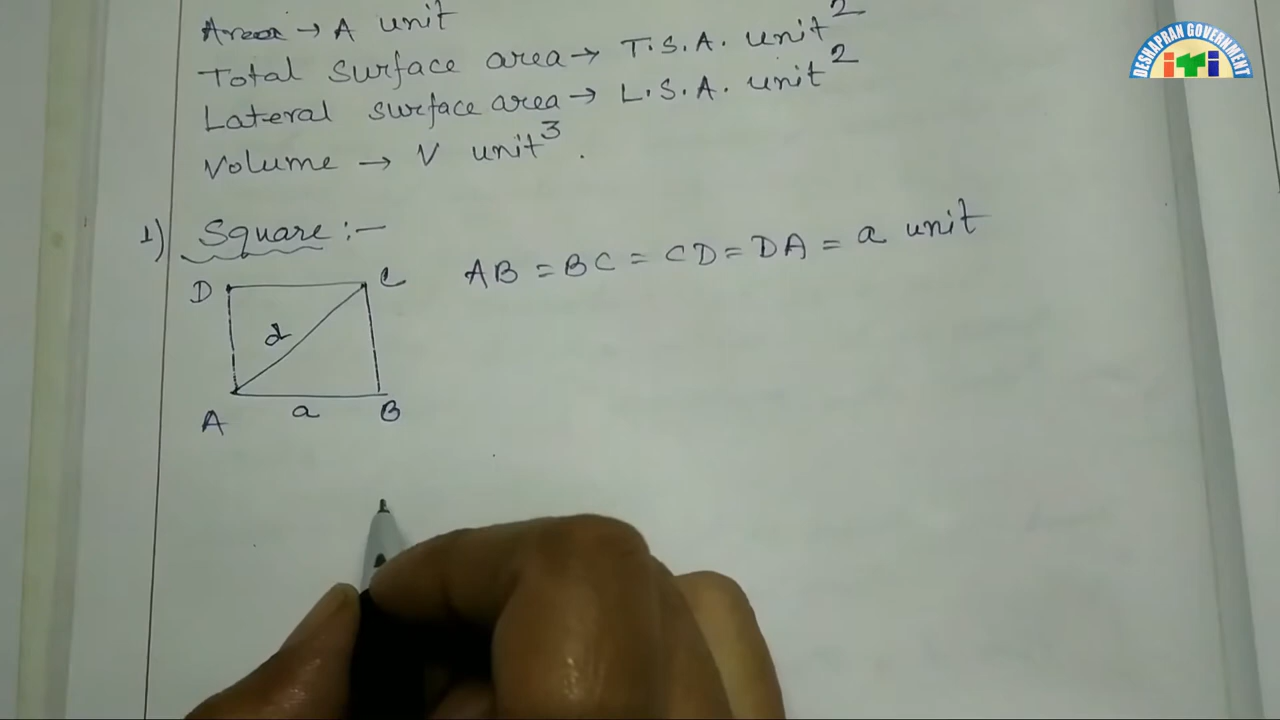 Area → A unit
Total surface area → T.S.A. unit²
Lateral surface area → L.S.A. unit²
Volume → V unit³.
1) Square :-
AB = BC = CD = DA = a unit
D C
d
a
A B
DESHAPRAN GOVERNMENT
iTi